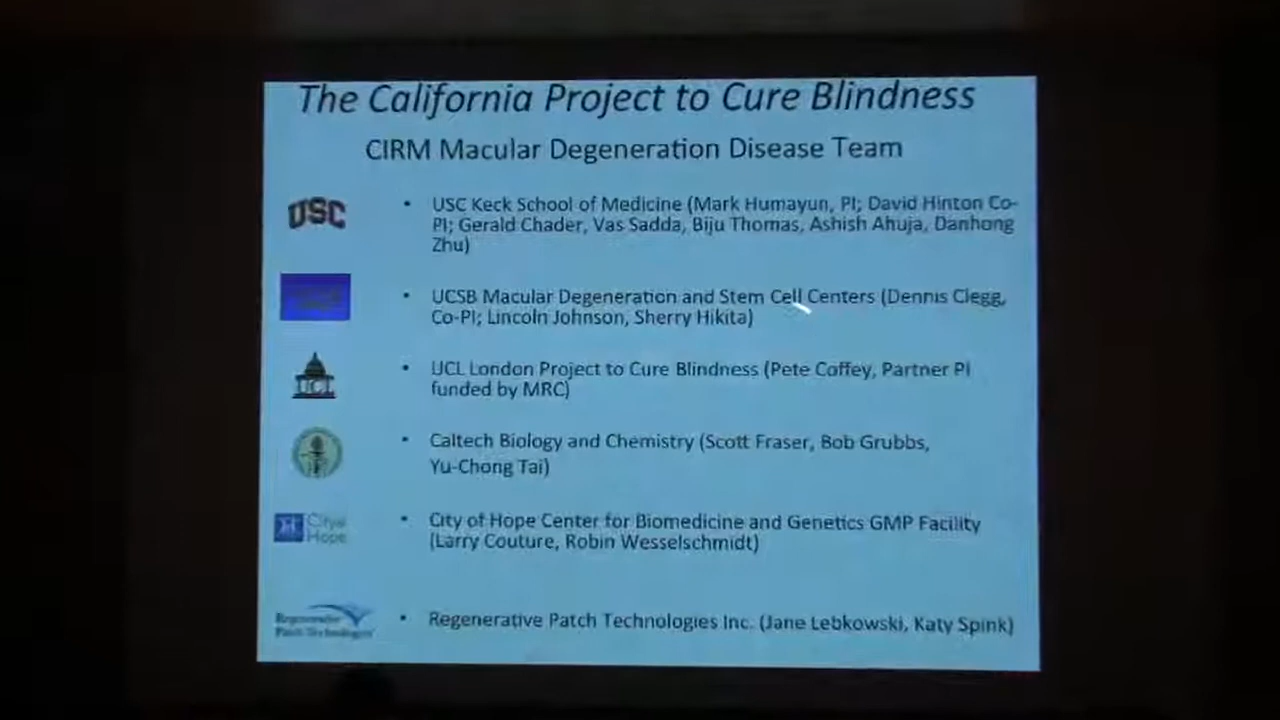 The California Project to Cure Blindness
CIRM Macular Degeneration Disease Team
USC
• USC Keck School of Medicine (Mark Humayun, PI; David Hinton Co-
PI; Gerald Chader, Vas Sadda, Biju Thomas, Ashish Ahuja, Danhong
Zhu)
• UCSB Macular Degeneration and Stem Cell Centers (Dennis Clegg,
Co-PI; Lincoln Johnson, Sherry Hikita)
UCL
• UCL London Project to Cure Blindness (Pete Coffey, Partner PI
funded by MRC)
• Caltech Biology and Chemistry (Scott Fraser, Bob Grubbs,
Yu-Chong Tai)
City of
Hope
• City of Hope Center for Biomedicine and Genetics GMP Facility
(Larry Couture, Robin Wesselschmidt)
Regenerative
Patch Technologies
• Regenerative Patch Technologies Inc. (Jane Lebkowski, Katy Spink)